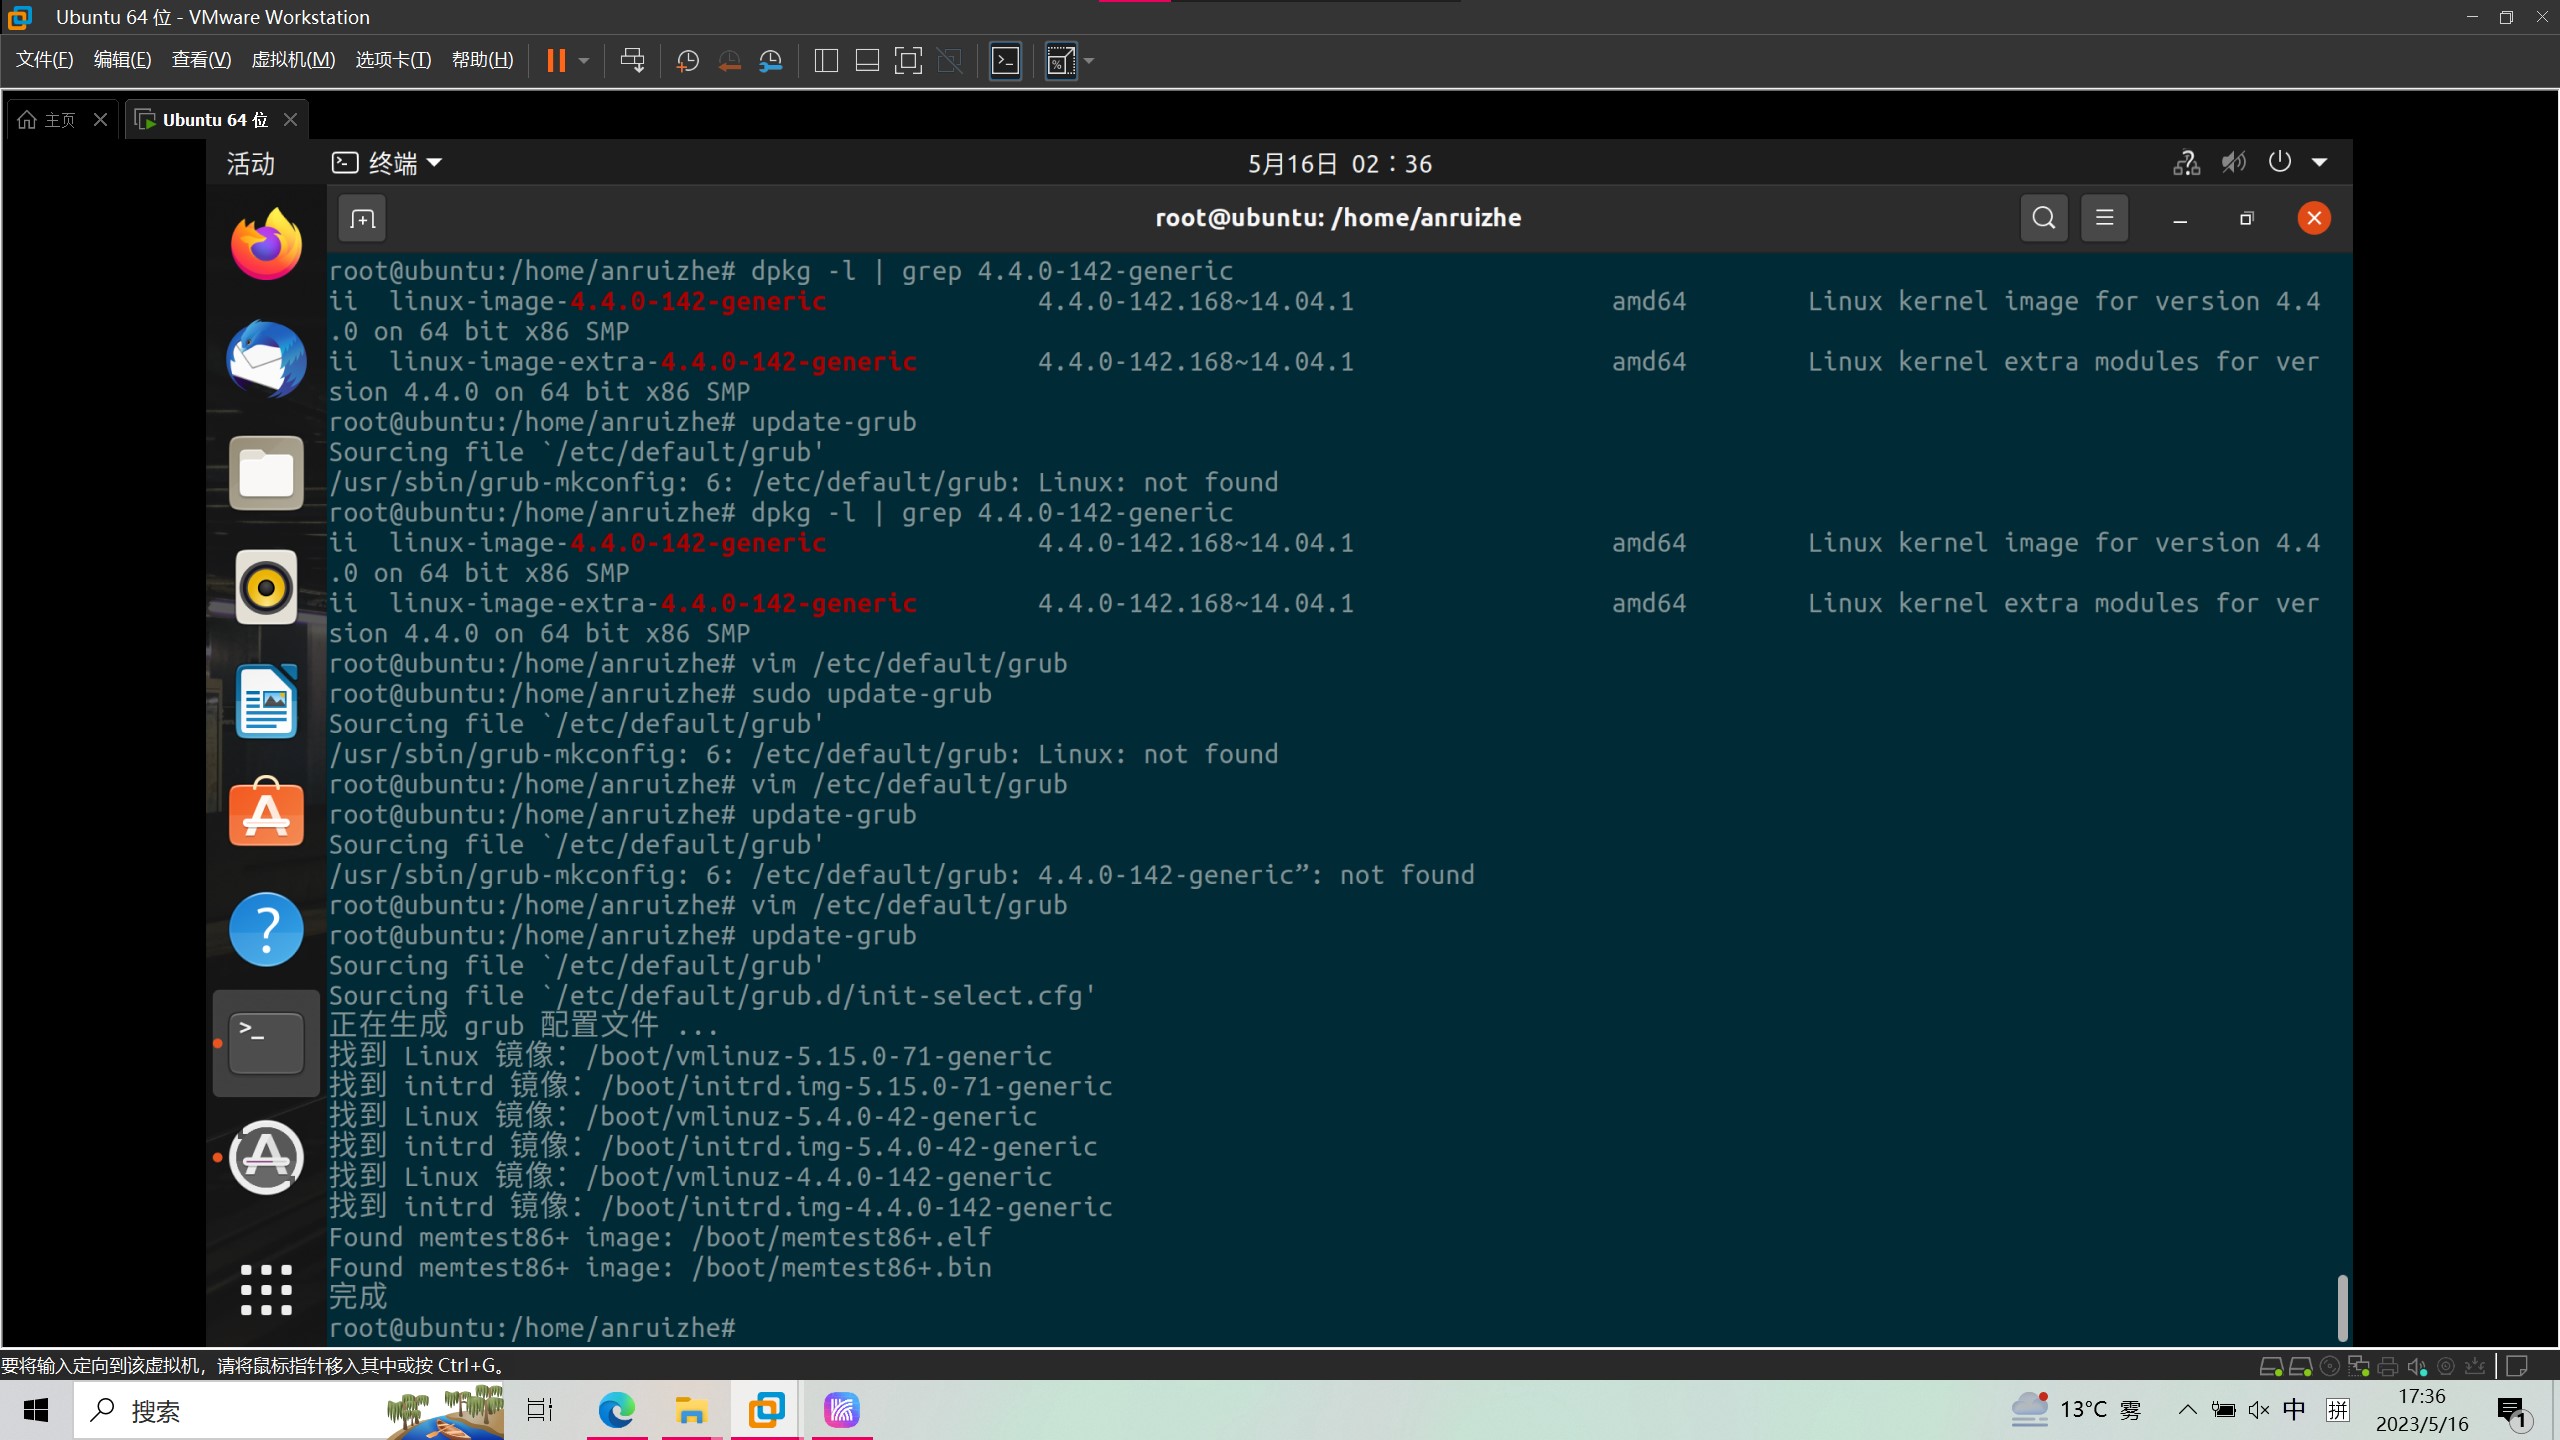 Ubuntu 64 位 - VMware Workstation
文件(F) 编辑(E) 查看(V) 虚拟机(M) 选项卡(T) 帮助(H)
主页 Ubuntu 64 位
活动 终端 5月16日 02：36
root@ubuntu: /home/anruizhe
root@ubuntu:/home/anruizhe# dpkg -l | grep 4.4.0-142-generic
ii  linux-image-4.4.0-142-generic 4.4.0-142.168~14.04.1 amd64 Linux kernel image for version 4.4
.0 on 64 bit x86 SMP
ii  linux-image-extra-4.4.0-142-generic 4.4.0-142.168~14.04.1 amd64 Linux kernel extra modules for ver
sion 4.4.0 on 64 bit x86 SMP
root@ubuntu:/home/anruizhe# update-grub
Sourcing file `/etc/default/grub'
/usr/sbin/grub-mkconfig: 6: /etc/default/grub: Linux: not found
root@ubuntu:/home/anruizhe# dpkg -l | grep 4.4.0-142-generic
ii  linux-image-4.4.0-142-generic 4.4.0-142.168~14.04.1 amd64 Linux kernel image for version 4.4
.0 on 64 bit x86 SMP
ii  linux-image-extra-4.4.0-142-generic 4.4.0-142.168~14.04.1 amd64 Linux kernel extra modules for ver
sion 4.4.0 on 64 bit x86 SMP
root@ubuntu:/home/anruizhe# vim /etc/default/grub
root@ubuntu:/home/anruizhe# sudo update-grub
Sourcing file `/etc/default/grub'
/usr/sbin/grub-mkconfig: 6: /etc/default/grub: Linux: not found
root@ubuntu:/home/anruizhe# vim /etc/default/grub
root@ubuntu:/home/anruizhe# update-grub
Sourcing file `/etc/default/grub'
/usr/sbin/grub-mkconfig: 6: /etc/default/grub: 4.4.0-142-generic”: not found
root@ubuntu:/home/anruizhe# vim /etc/default/grub
root@ubuntu:/home/anruizhe# update-grub
Sourcing file `/etc/default/grub'
Sourcing file `/etc/default/grub.d/init-select.cfg'
正在生成 grub 配置文件 ...
找到 Linux 镜像：/boot/vmlinuz-5.15.0-71-generic
找到 initrd 镜像：/boot/initrd.img-5.15.0-71-generic
找到 Linux 镜像：/boot/vmlinuz-5.4.0-42-generic
找到 initrd 镜像：/boot/initrd.img-5.4.0-42-generic
找到 Linux 镜像：/boot/vmlinuz-4.4.0-142-generic
找到 initrd 镜像：/boot/initrd.img-4.4.0-142-generic
Found memtest86+ image: /boot/memtest86+.elf
Found memtest86+ image: /boot/memtest86+.bin
完成
root@ubuntu:/home/anruizhe#
要将输入定向到该虚拟机，请将鼠标指针移入其中或按 Ctrl+G。
搜索 13°C 雾 中 拼 17:36
2023/5/16 1